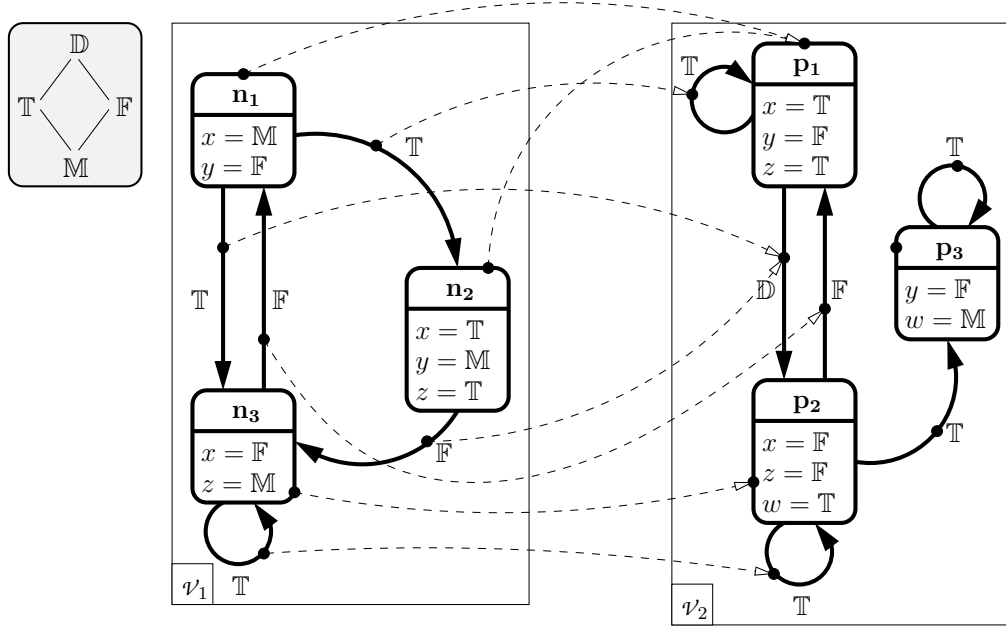 𝔻
𝕋 𝔽
𝕄
n₁
x = 𝕄
y = 𝔽
𝕋
n₂
x = 𝕋
y = 𝕄
z = 𝕋
𝕋
𝔽
n₃
x = 𝔽
z = 𝕄
𝔽
𝕋
𝜈₁
𝕋
p₁
x = 𝕋
y = 𝔽
z = 𝕋
𝕋
p₃
y = 𝔽
w = 𝕄
𝔻
𝔽
p₂
x = 𝔽
z = 𝔽
w = 𝕋
𝕋
𝕋
𝜈₂